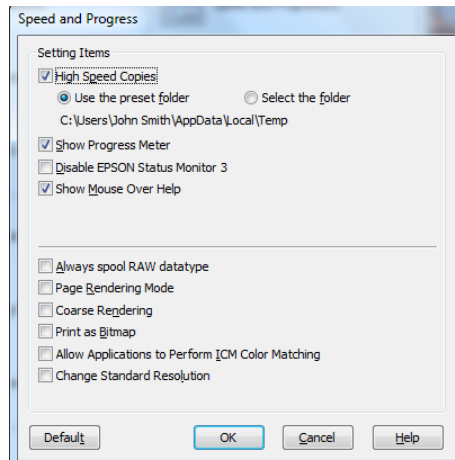 Speed and Progress
Setting Items
High Speed Copies
Use the preset folder Select the folder
C:\Users\John Smith\AppData\Local\Temp
Show Progress Meter
Disable EPSON Status Monitor 3
Show Mouse Over Help
Always spool RAW datatype
Page Rendering Mode
Coarse Rendering
Print as Bitmap
Allow Applications to Perform ICM Color Matching
Change Standard Resolution
Default OK Cancel Help